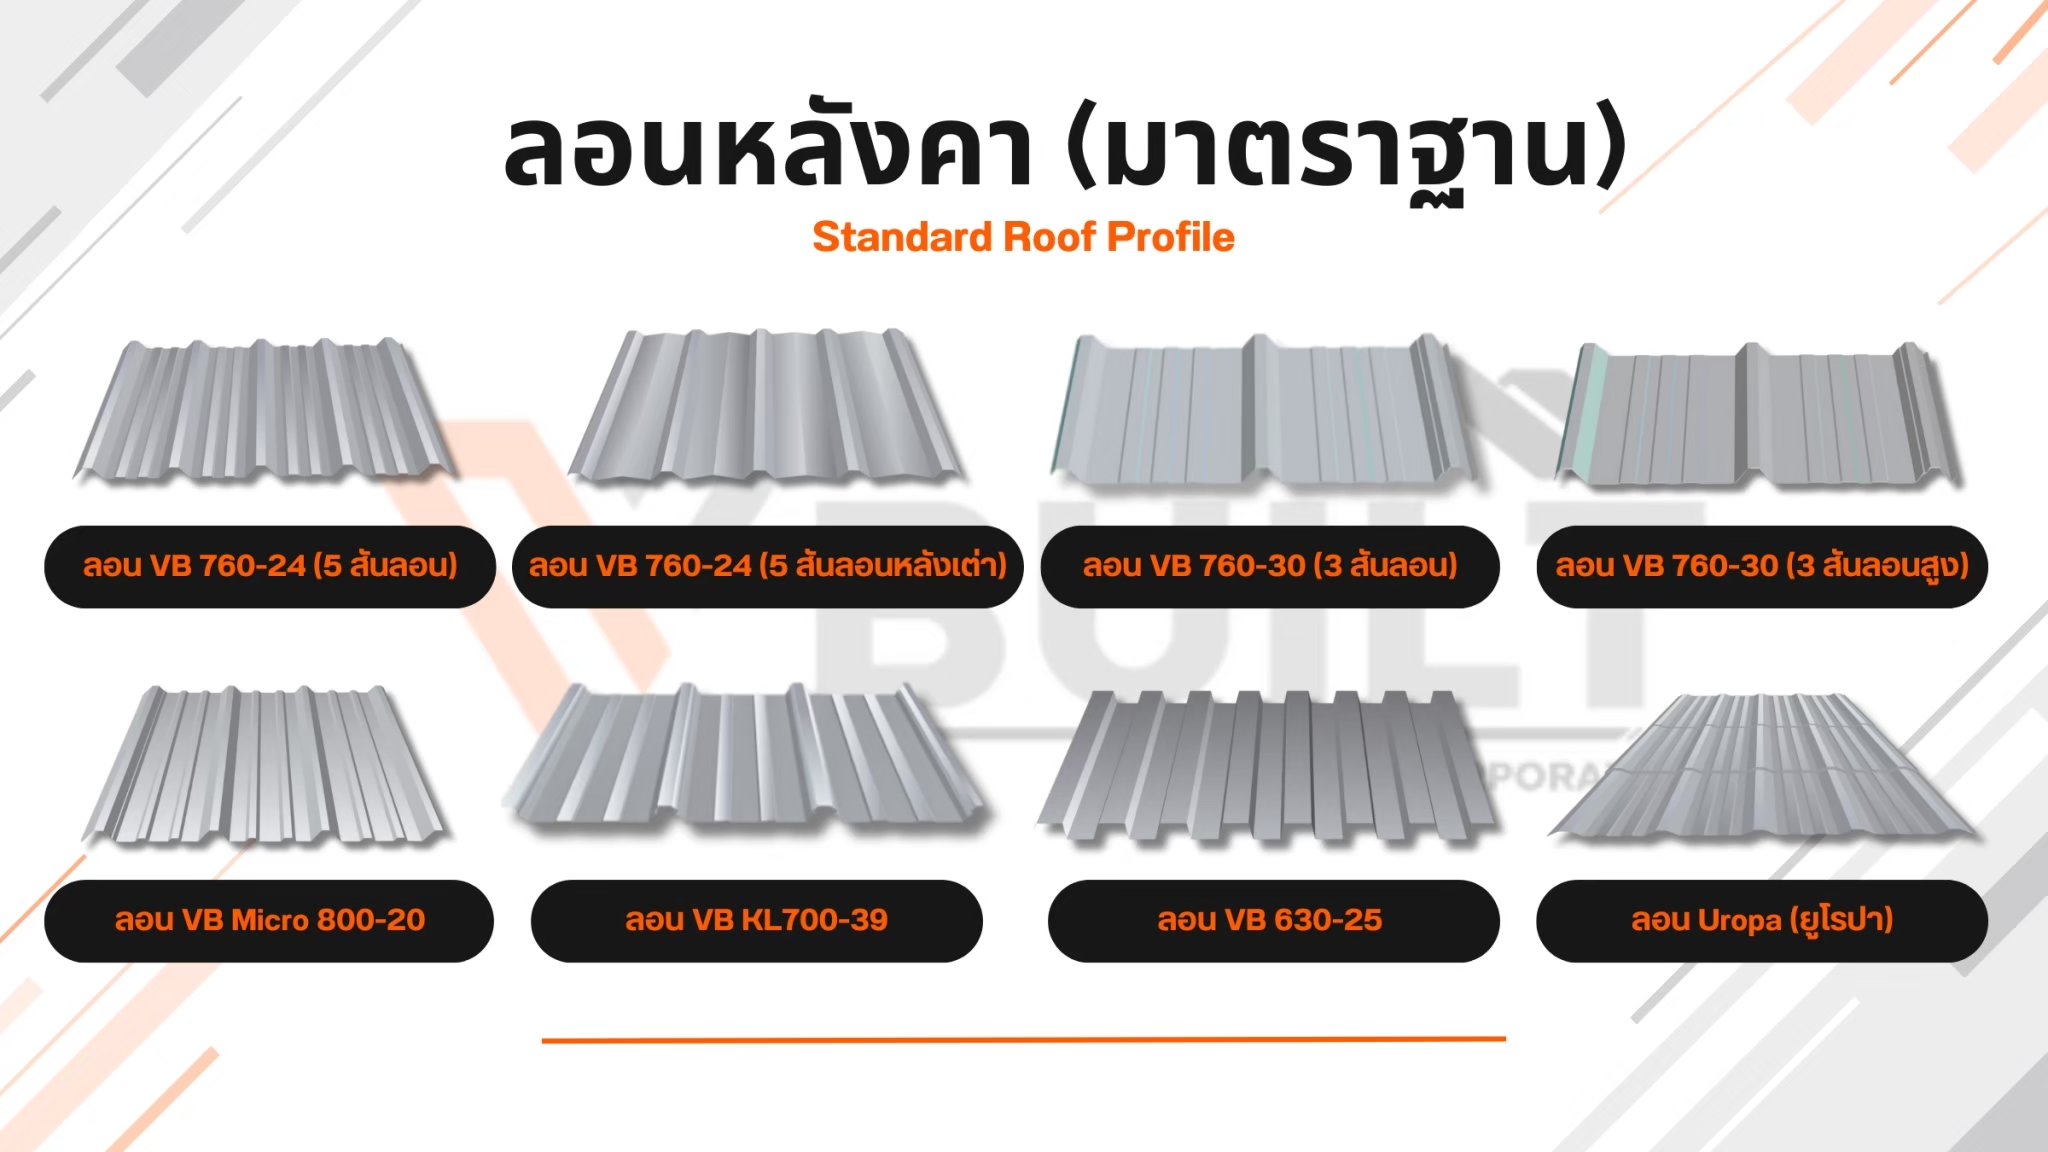 ลอนหลังคา (มาตราฐาน)
Standard Roof Profile
ลอน VB 760-24 (5 สันลอน)
ลอน VB 760-24 (5 สันลอนหลังเต่า)
ลอน VB 760-30 (3 สันลอน)
ลอน VB 760-30 (3 สันลอนสูง)
BUILT
ลอน VB Micro 800-20
ลอน VB KL700-39
ลอน VB 630-25
ลอน Uropa (ยูโรปา)